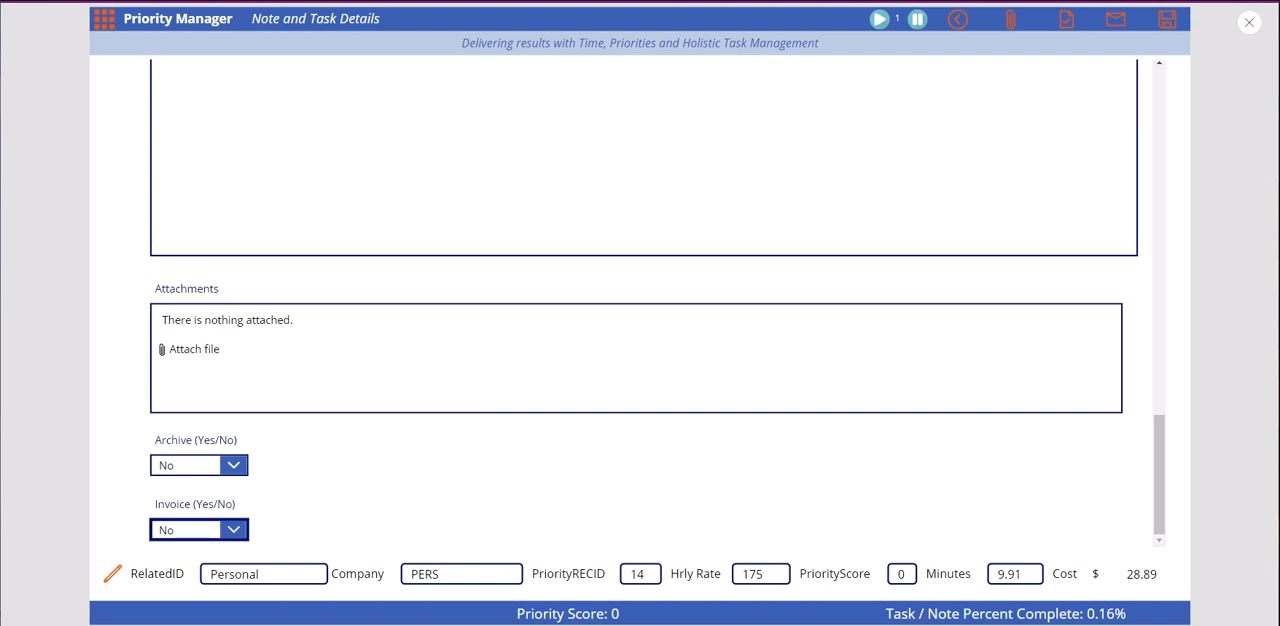 Priority Manager Note and Task Details 1
Delivering results with Time, Priorities and Holistic Task Management
Attachments
There is nothing attached.
Attach file
Archive (Yes/No)
No
Invoice (Yes/No)
No
RelatedID Personal Company PERS PriorityRECID 14 Hrly Rate 175 PriorityScore 0 Minutes 9.91 Cost $ 28.89
Priority Score: 0 Task / Note Percent Complete: 0.16%